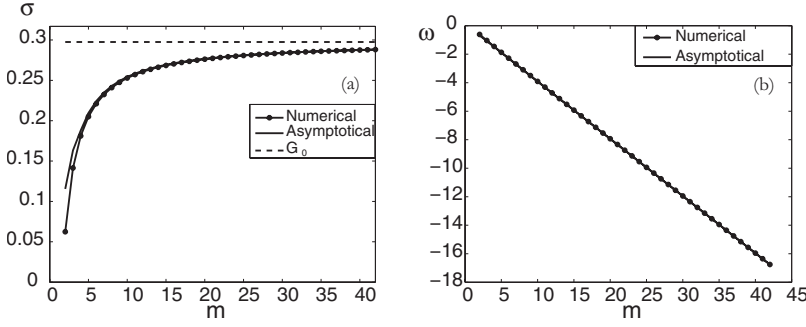 σ
0.3
0.25
0.2
0.15
0.1
0.05
0
0 5 10 15 20 25 30 35 40
m
(a)
Numerical
Asymptotical
G₀
ω
0
−2
−4
−6
−8
−10
−12
−14
−16
−18
0 5 10 15 20 25 30 35 40 45
m
Numerical
Asymptotical
(b)